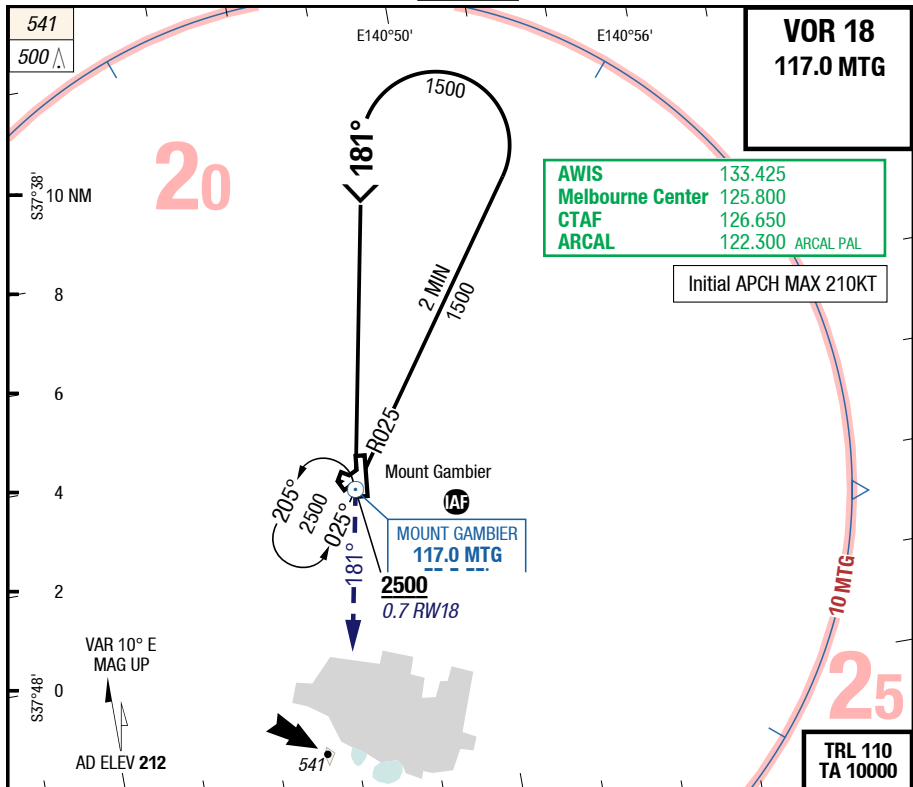 541
500
E140°50'
E140°56'
VOR 18
117.0 MTG
1500
181°
20
S37°38'
10 NM
AWIS 133.425
Melbourne Center 125.800
CTAF 126.650
ARCAL 122.300 ARCAL PAL
Initial APCH MAX 210KT
8
2 MIN
1500
6
R025
Mount Gambier
IAF
4
205°
2500
025°
MOUNT GAMBIER
117.0 MTG
181°
2500
0.7 RW18
2
10 MTG
VAR 10° E
MAG UP
S37°48'
0
25
AD ELEV 212
541
TRL 110
TA 10000